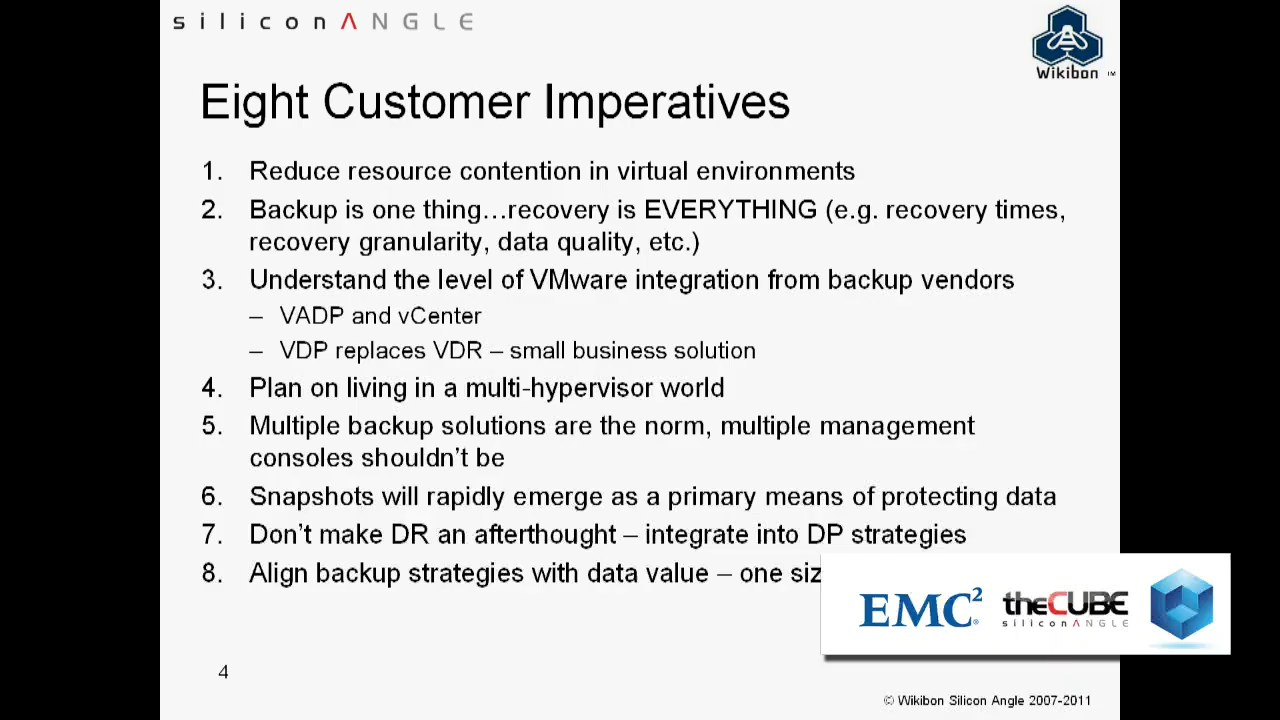 siliconANGLE
Wikibon TM
Eight Customer Imperatives
1. Reduce resource contention in virtual environments
2. Backup is one thing…recovery is EVERYTHING (e.g. recovery times,
recovery granularity, data quality, etc.)
3. Understand the level of VMware integration from backup vendors
– VADP and vCenter
– VDP replaces VDR – small business solution
4. Plan on living in a multi-hypervisor world
5. Multiple backup solutions are the norm, multiple management
consoles shouldn’t be
6. Snapshots will rapidly emerge as a primary means of protecting data
7. Don’t make DR an afterthought – integrate into DP strategies
8. Align backup strategies with data value – one
EMC²
theCUBE
siliconANGLE
4
© Wikibon Silicon Angle 2007-2011